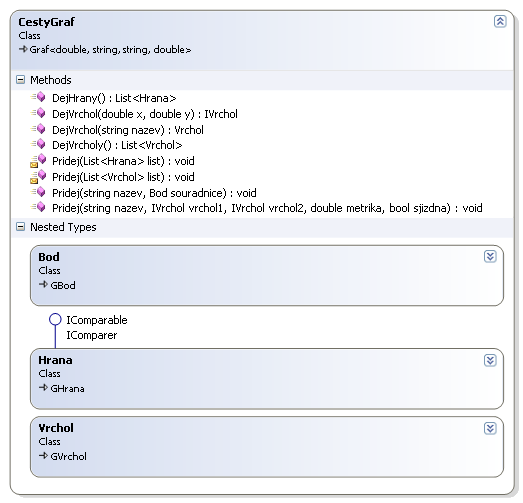 CestyGraf
Class
Graf<double, string, string, double>
Methods
DejHrany() : List<Hrana>
DejVrchol(double x, double y) : IVrchol
DejVrchol(string nazev) : Vrchol
DejVrcholy() : List<Vrchol>
Pridej(List<Hrana> list) : void
Pridej(List<Vrchol> list) : void
Pridej(string nazev, Bod souradnice) : void
Pridej(string nazev, IVrchol vrchol1, IVrchol vrchol2, double metrika, bool sjizdna) : void
Nested Types
Bod
Class
GBod
IComparable
IComparer
Hrana
Class
GHrana
Vrchol
Class
GVrchol